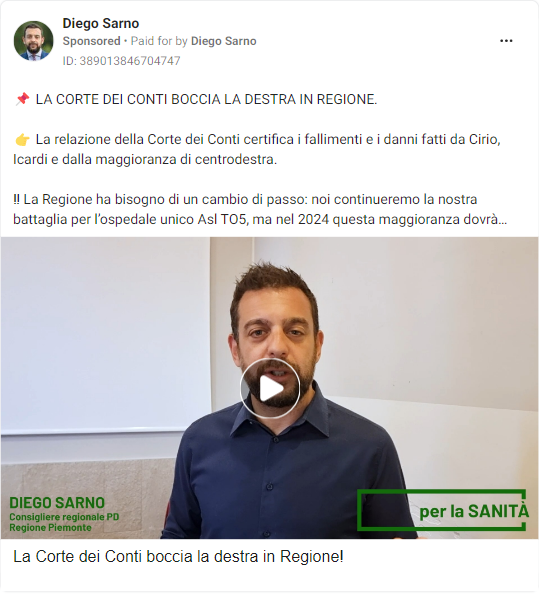 Diego Sarno
Sponsored • Paid for by Diego Sarno
ID: 389013846704747
📌 LA CORTE DEI CONTI BOCCIA LA DESTRA IN REGIONE.
👉 La relazione della Corte dei Conti certifica i fallimenti e i danni fatti da Cirio,
Icardi e dalla maggioranza di centrodestra.
‼ La Regione ha bisogno di un cambio di passo: noi continueremo la nostra
battaglia per l'ospedale unico Asl TO5, ma nel 2024 questa maggioranza dovrà...
DIEGO SARNO
Consigliere regionale PD
Regione Piemonte
per la SANITÀ
La Corte dei Conti boccia la destra in Regione!